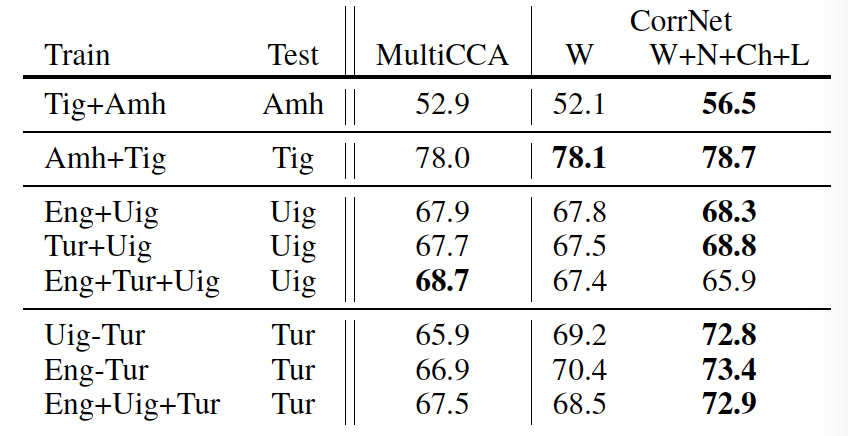 CorrNet
Train Test MultiCCA W W+N+Ch+L
Tig+Amh Amh 52.9 52.1 56.5
Amh+Tig Tig 78.0 78.1 78.7
Eng+Uig Uig 67.9 67.8 68.3
Tur+Uig Uig 67.7 67.5 68.8
Eng+Tur+Uig Uig 68.7 67.4 65.9
Uig-Tur Tur 65.9 69.2 72.8
Eng-Tur Tur 66.9 70.4 73.4
Eng+Uig+Tur Tur 67.5 68.5 72.9